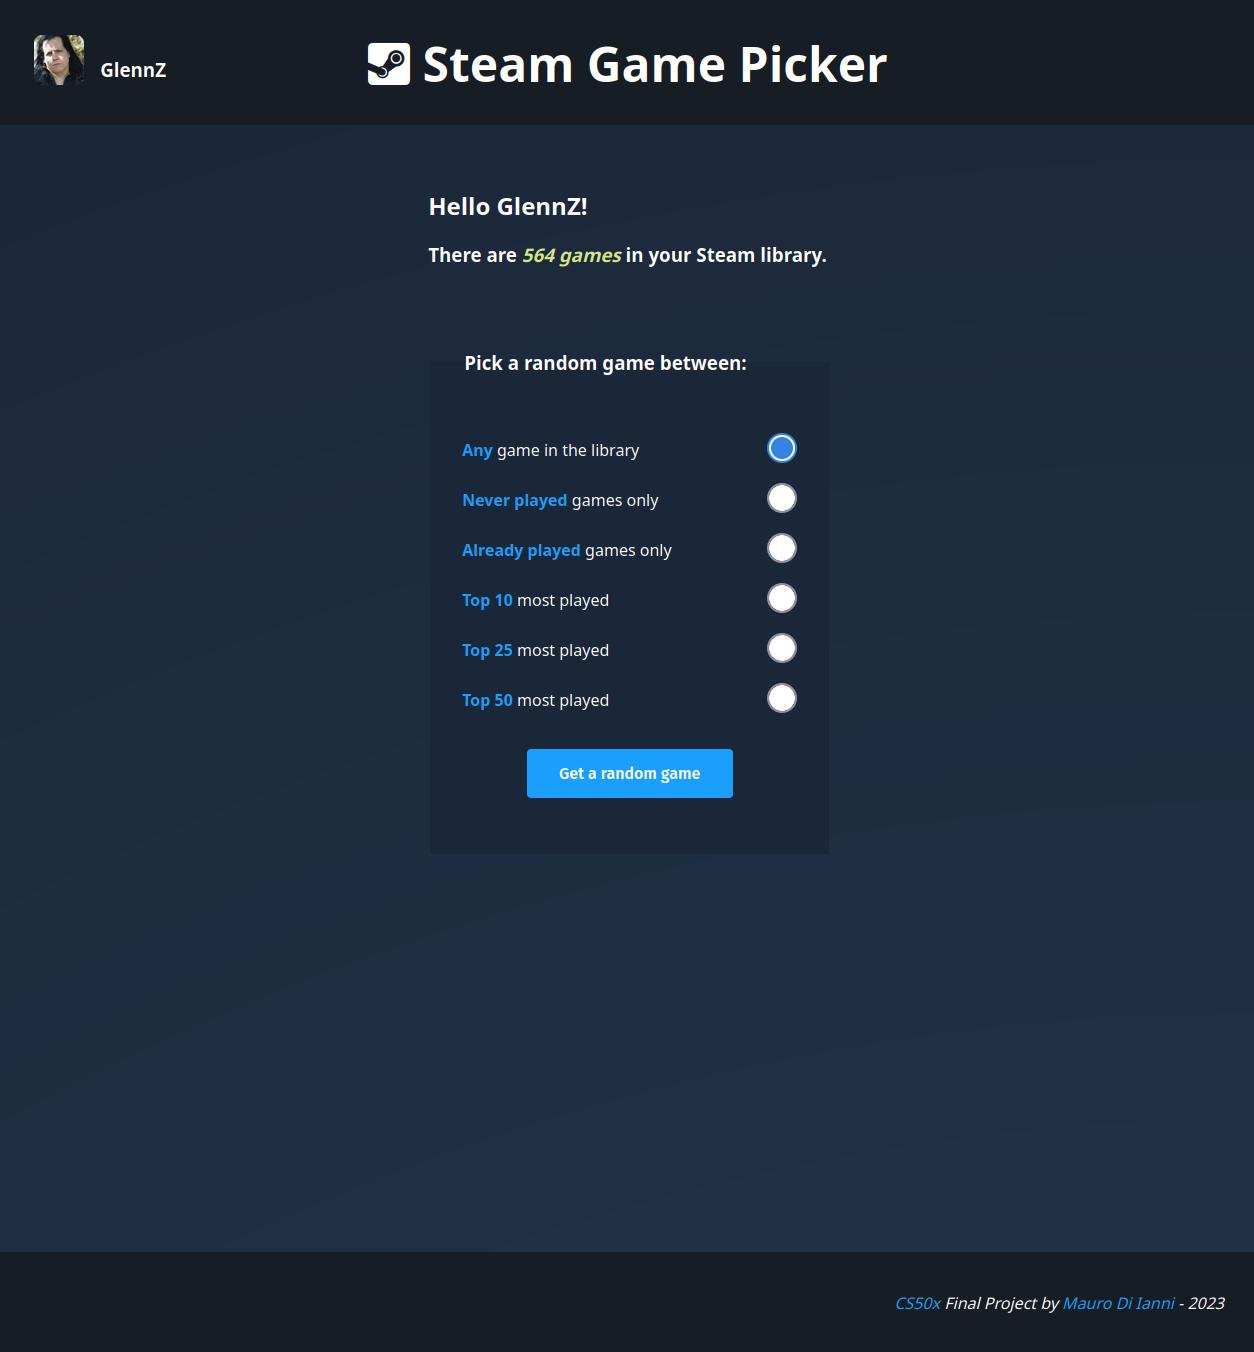 GlennZ
Steam Game Picker
Hello GlennZ!
There are 564 games in your Steam library.
Pick a random game between:
Any game in the library
Never played games only
Already played games only
Top 10 most played
Top 25 most played
Top 50 most played
Get a random game
CS50x Final Project by Mauro Di Ianni - 2023